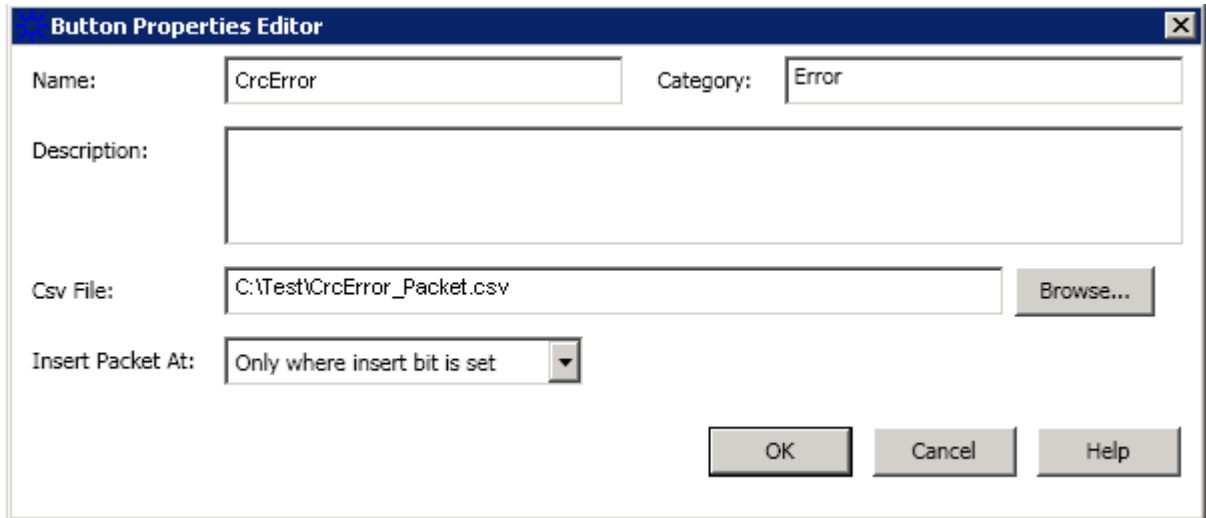 Button Properties Editor
Name: CrcError Category: Error
Description:
Csv File: C:\Test\CrcError_Packet.csv Browse...
Insert Packet At: Only where insert bit is set
OK Cancel Help